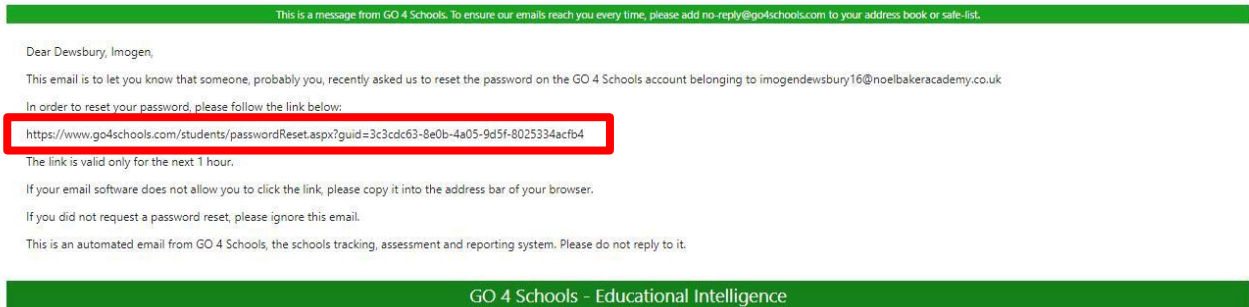 This is a message from GO 4 Schools. To ensure our emails reach you every time, please add no-reply@go4schools.com to your address book or safe-list.
Dear Dewsbury, Imogen,
This email is to let you know that someone, probably you, recently asked us to reset the password on the GO 4 Schools account belonging to imogendewsbury16@noelbakeracademy.co.uk
In order to reset your password, please follow the link below:
https://www.go4schools.com/students/passwordReset.aspx?guid=3c3cdc63-8e0b-4a05-9d5f-8025334acfb4
The link is valid only for the next 1 hour.
If your email software does not allow you to click the link, please copy it into the address bar of your browser.
If you did not request a password reset, please ignore this email.
This is an automated email from GO 4 Schools, the schools tracking, assessment and reporting system. Please do not reply to it.
GO 4 Schools - Educational Intelligence